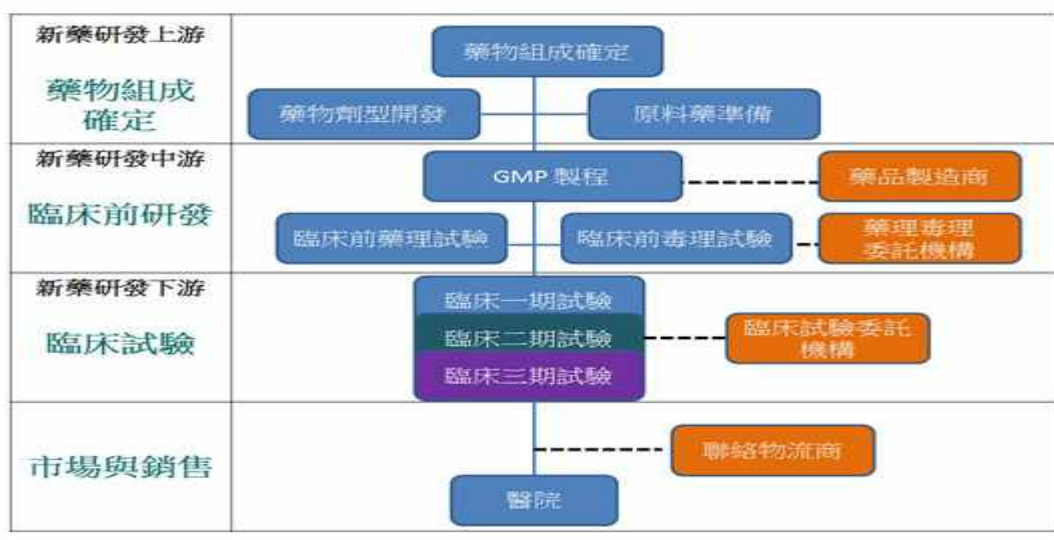 新藥研發上游
藥物組成
確定
藥物組成確定
藥物劑型開發
原料藥準備
新藥研發中游
臨床前研發
GMP 製程
藥品製造商
臨床前藥理試驗
臨床前毒理試驗
藥理毒理
委託機構
新藥研發下游
臨床試驗
臨床一期試驗
臨床二期試驗
臨床三期試驗
臨床試驗委託
機構
市場與銷售
聯絡物流商
醫院